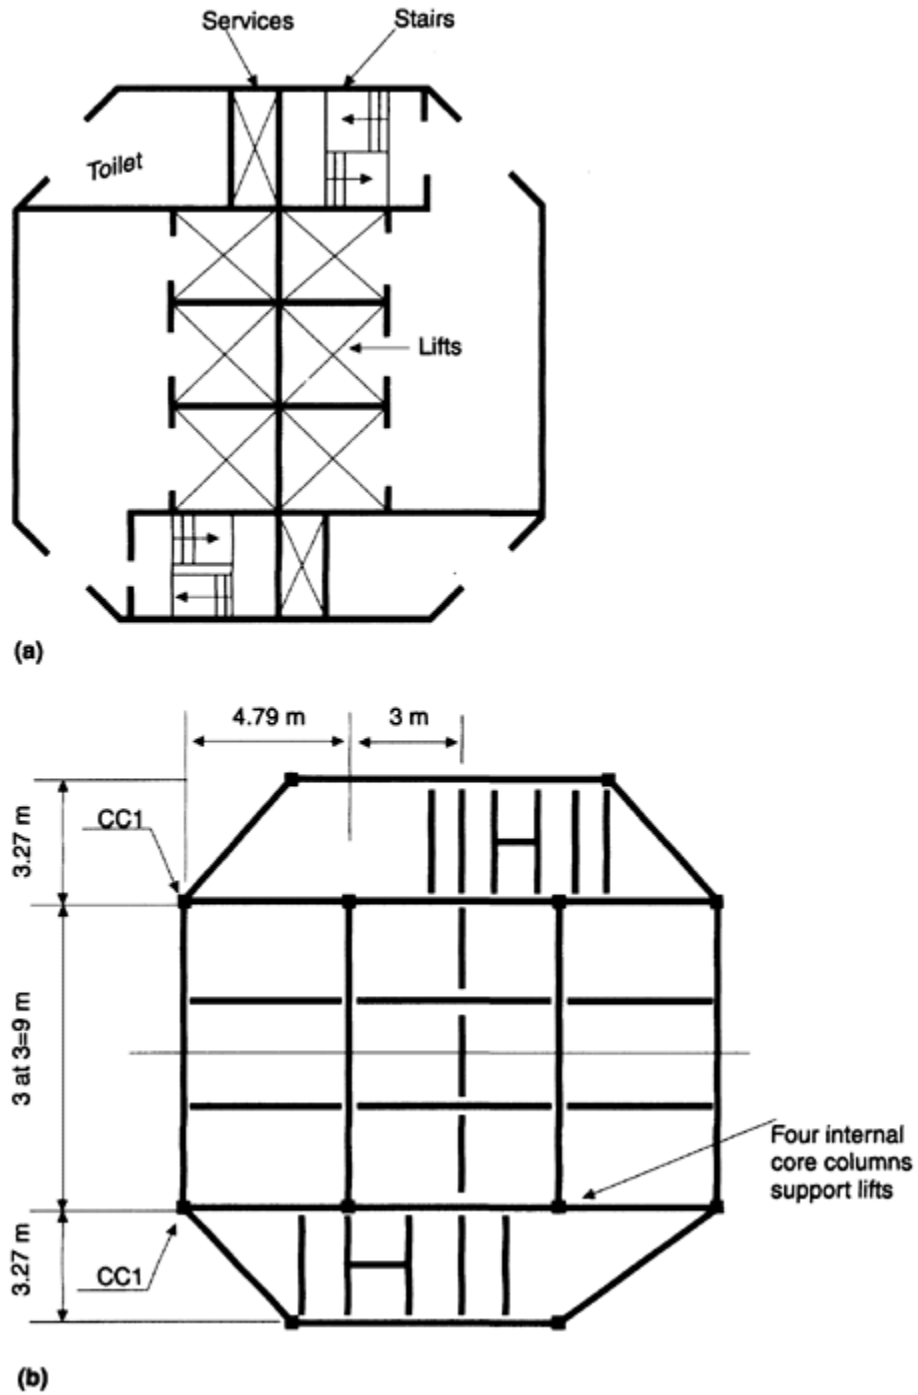 Services
Stairs
Toilet
Lifts
(a)
4.79 m
3 m
3.27 m
CC1
3 at 3=9 m
Four internal
core columns
support lifts
3.27 m
CC1
(b)